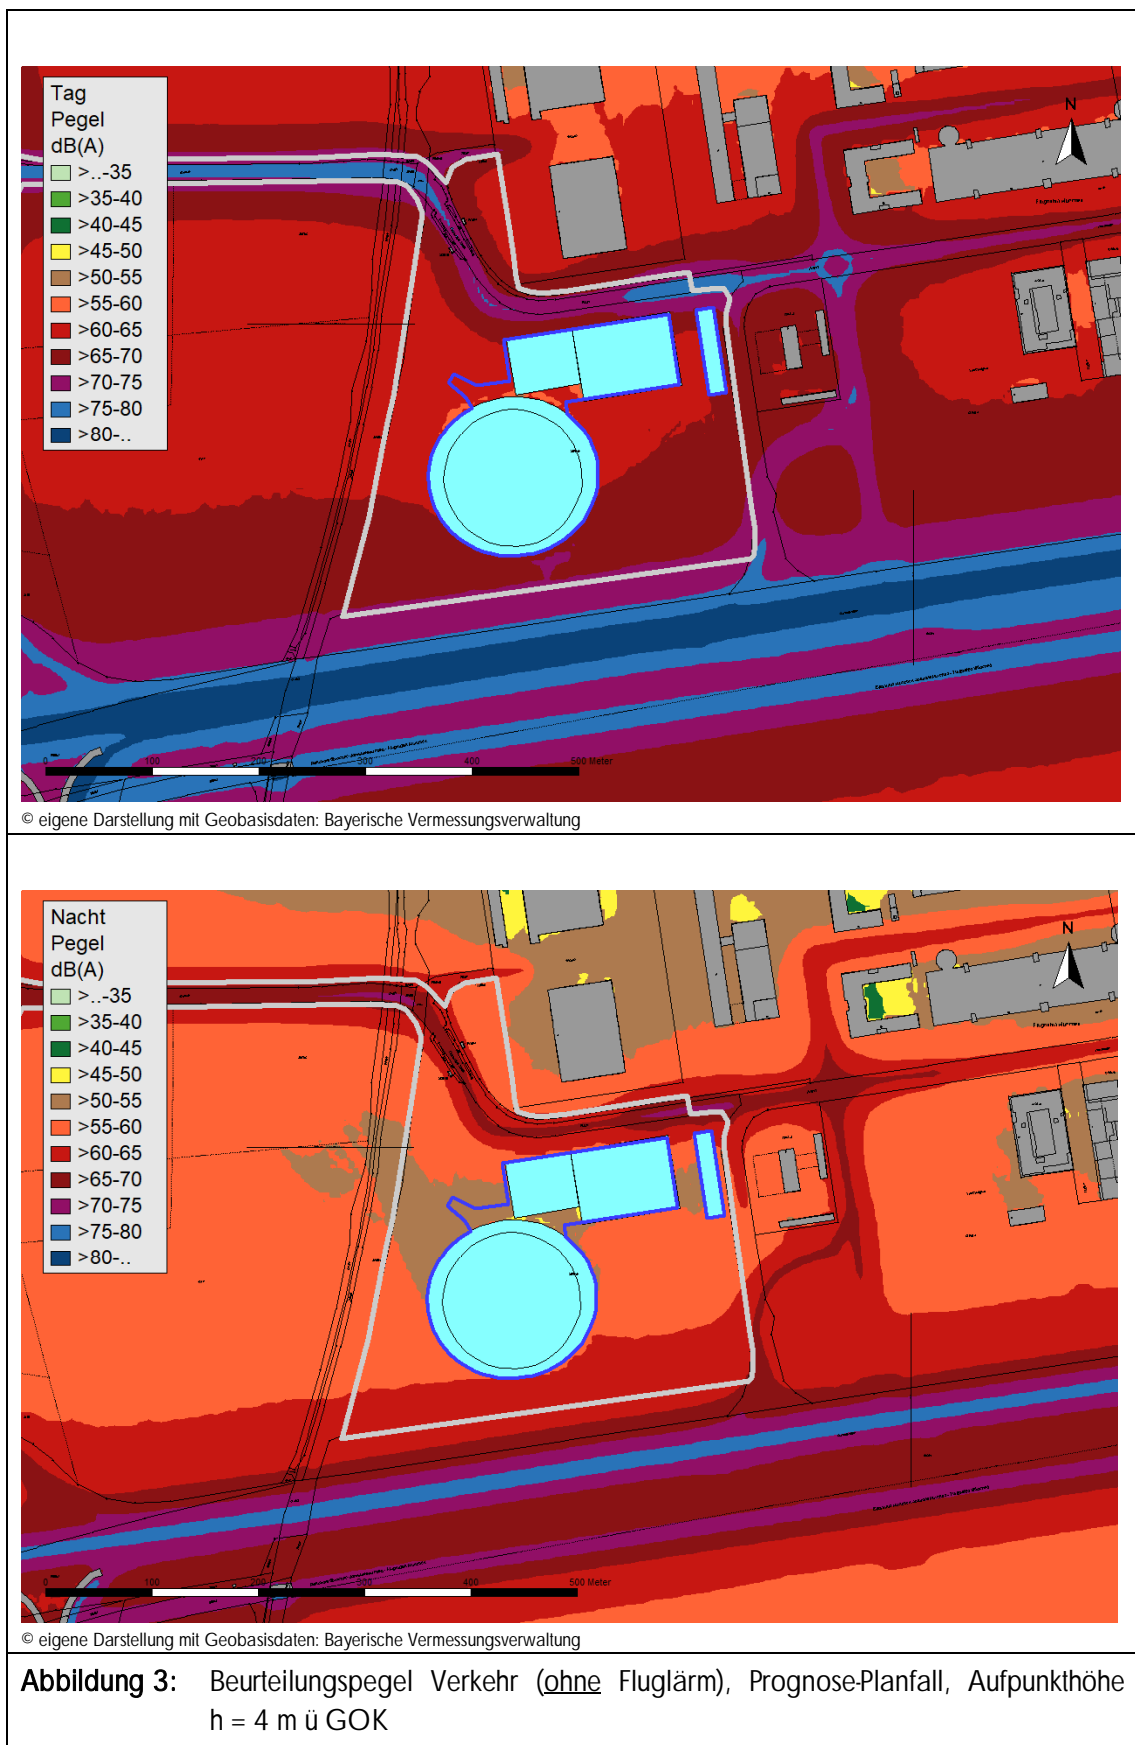 Tag
Pegel
dB(A)
>..-35
>35-40
>40-45
>45-50
>50-55
>55-60
>60-65
>65-70
>70-75
>75-80
>80-..
N
0 100 200 300 400 500 Meter
© eigene Darstellung mit Geobasisdaten: Bayerische Vermessungsverwaltung
Nacht
Pegel
dB(A)
>..-35
>35-40
>40-45
>45-50
>50-55
>55-60
>60-65
>65-70
>70-75
>75-80
>80-..
N
0 100 200 300 400 500 Meter
© eigene Darstellung mit Geobasisdaten: Bayerische Vermessungsverwaltung
Abbildung 3: Beurteilungspegel Verkehr (ohne Fluglärm), Prognose-Planfall, Aufpunkthöhe
h = 4 m ü GOK